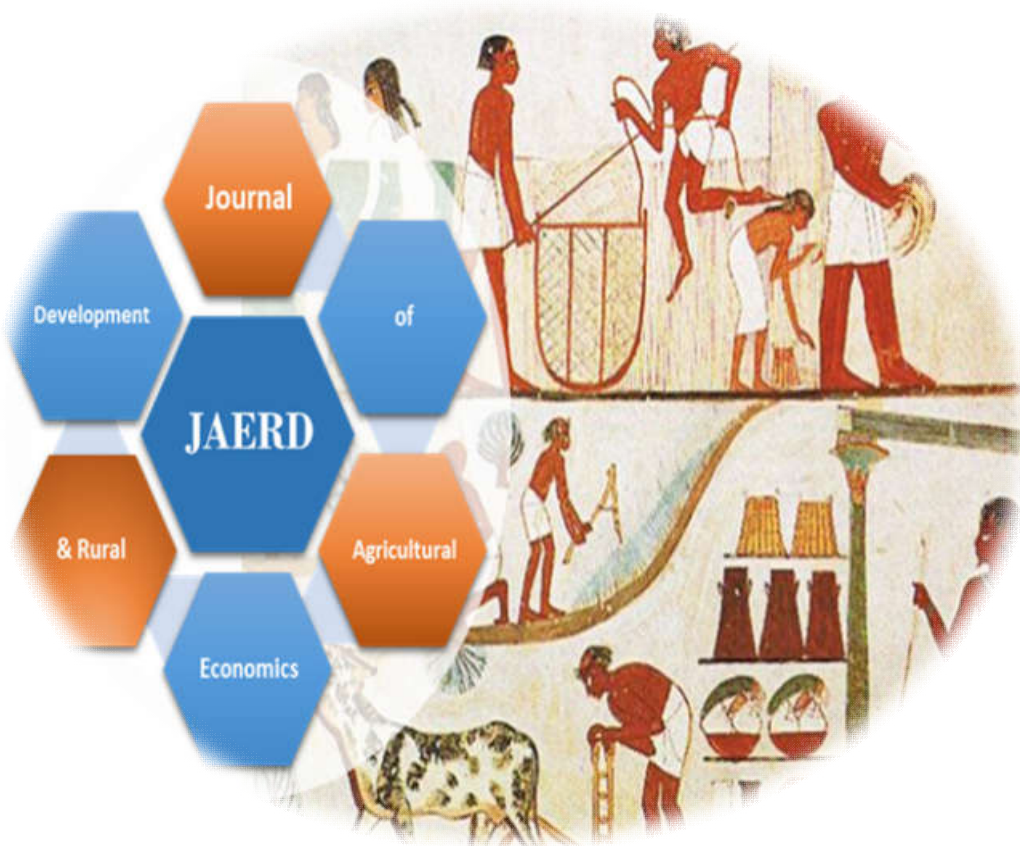 Journal
of
Agricultural
Economics
& Rural
Development
JAERD